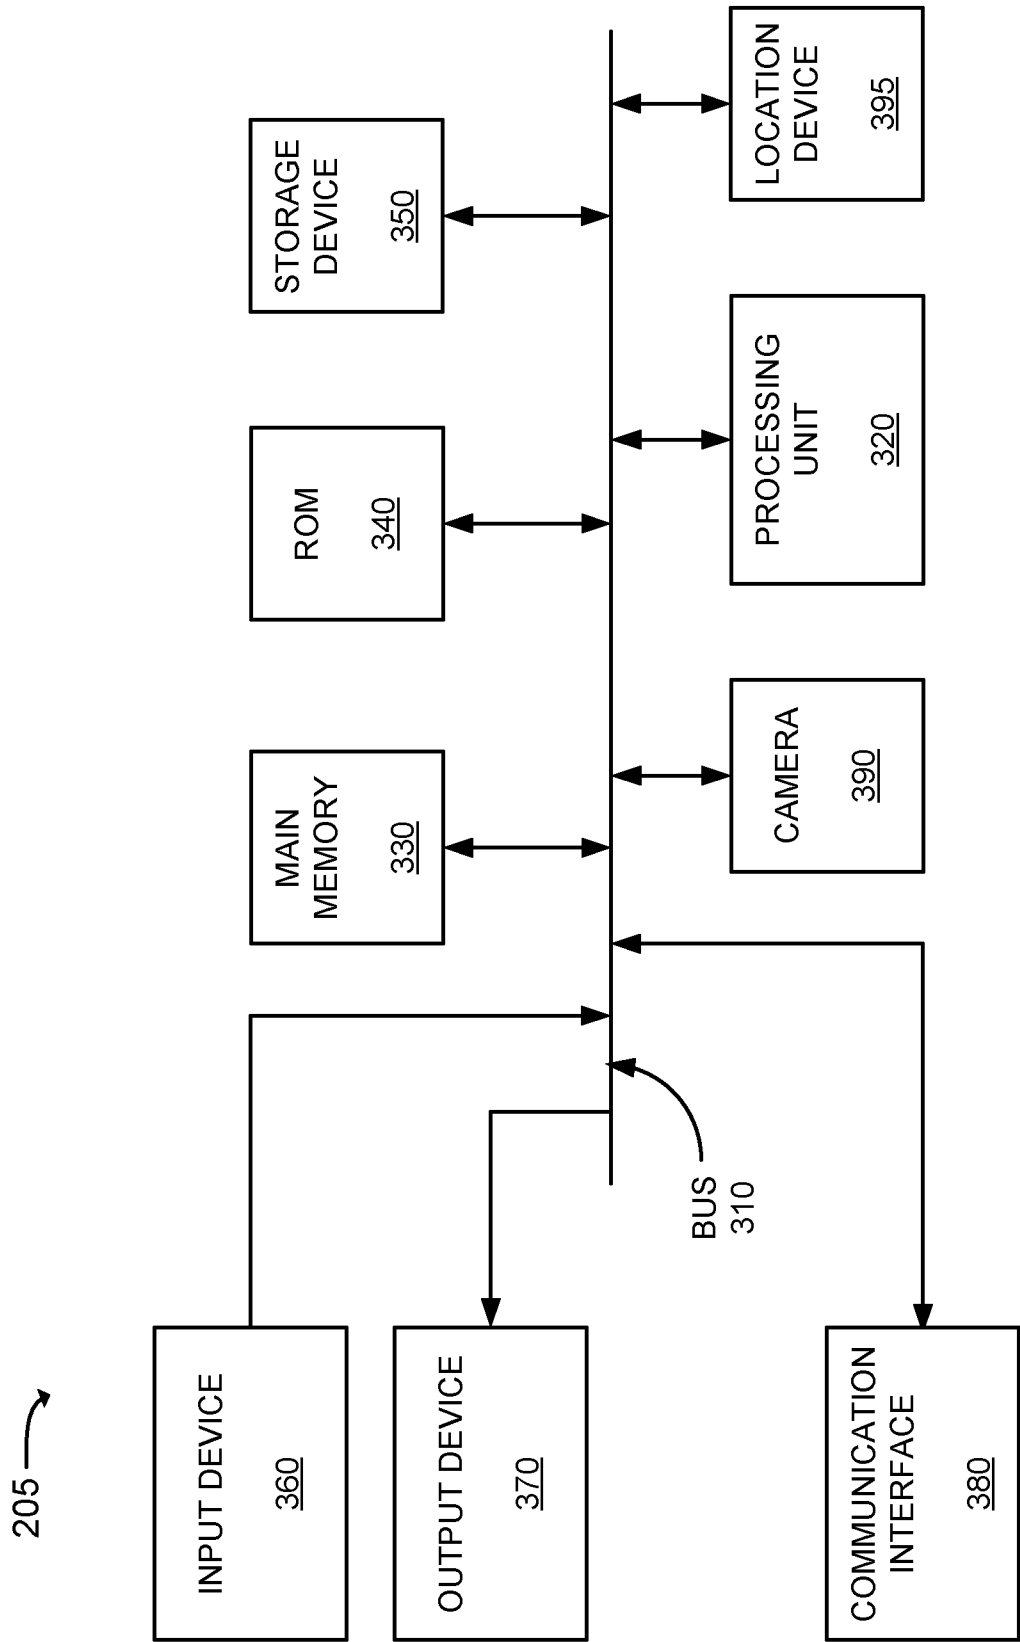 205
INPUT DEVICE
360
MAIN
MEMORY
330
ROM
340
STORAGE
DEVICE
350
OUTPUT DEVICE
370
BUS
310
COMMUNICATION
INTERFACE
380
CAMERA
390
PROCESSING
UNIT
320
LOCATION
DEVICE
395